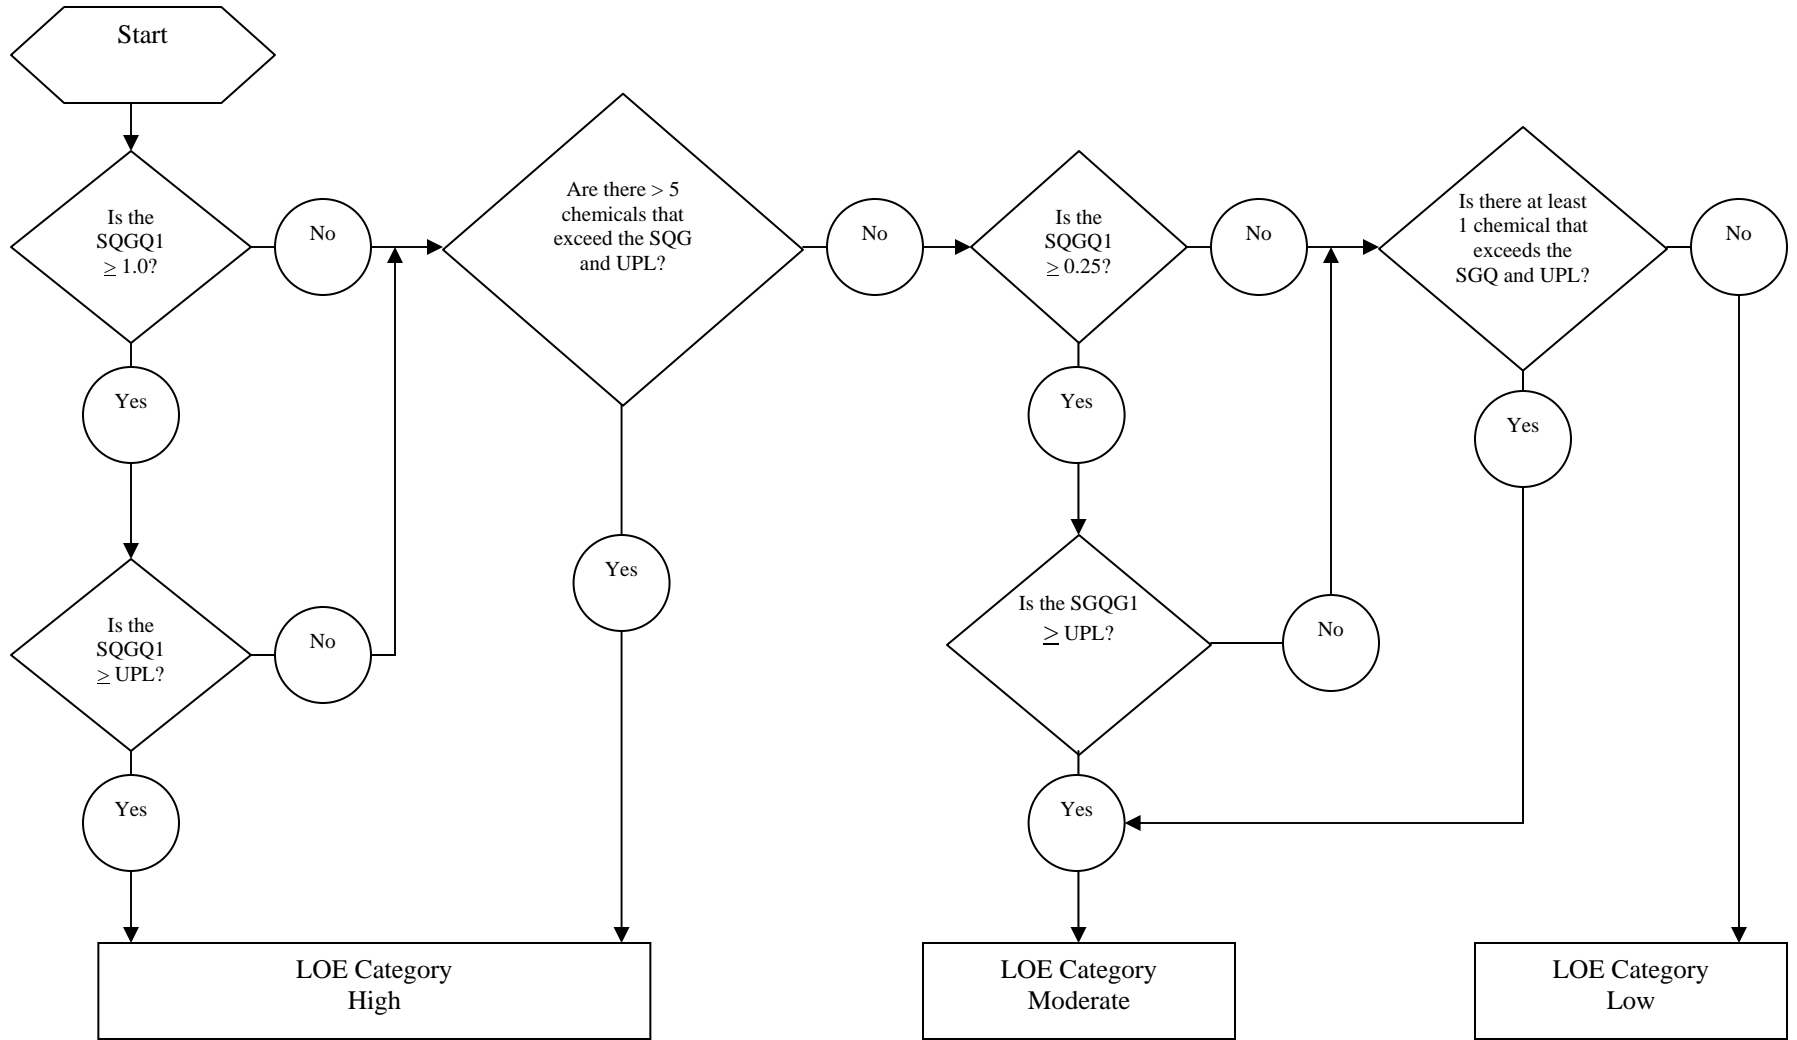 Start
Is the
SQGQ1
≥ 1.0?
No
Yes
Is the
SQGQ1
≥ UPL?
No
Yes
Are there > 5
chemicals that
exceed the SQG
and UPL?
No
Yes
Is the
SQGQ1
≥ 0.25?
No
Yes
Is the SGQG1
≥ UPL?
No
Yes
Is there at least
1 chemical that
exceeds the
SGQ and UPL?
No
Yes
LOE Category
High
LOE Category
Moderate
LOE Category
Low